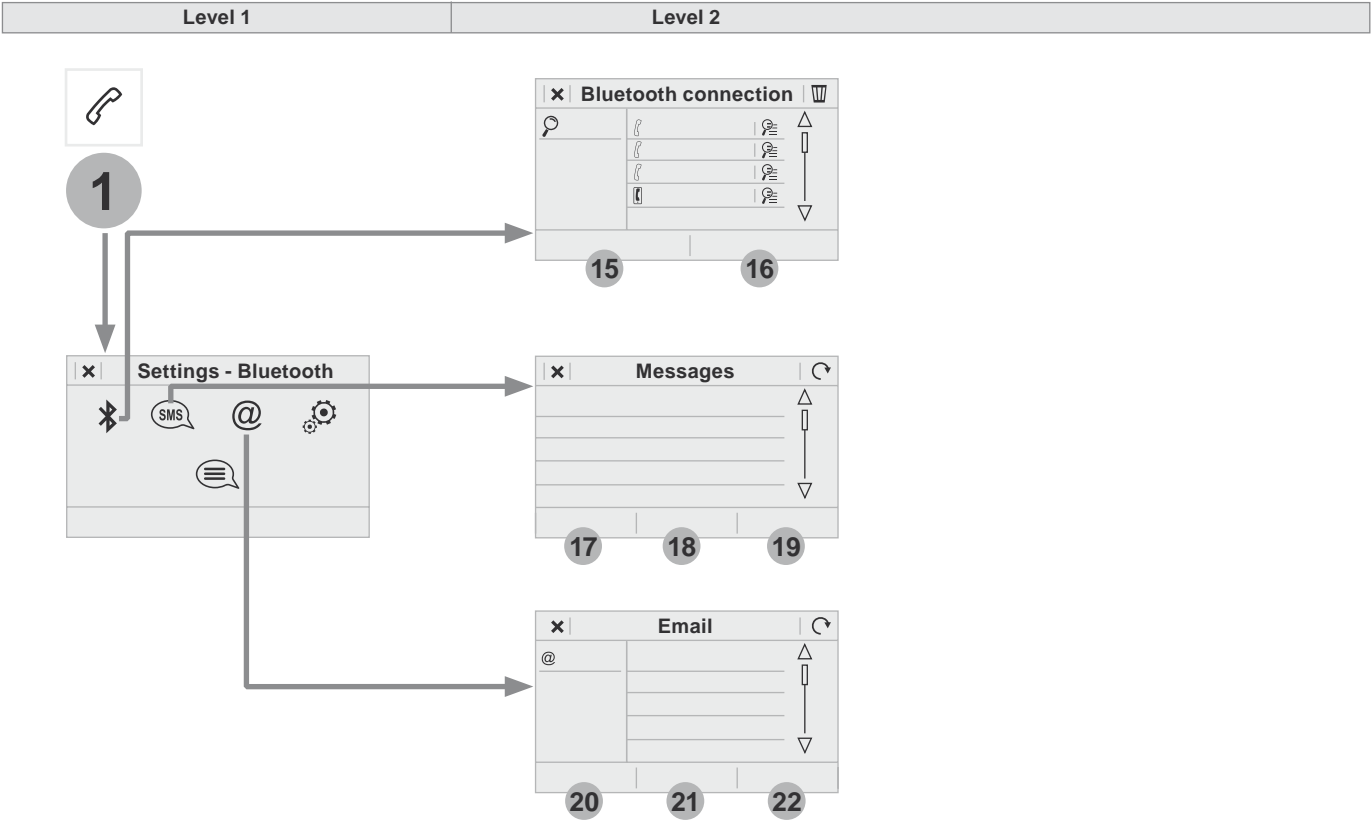 Level 1
Level 2
1
Bluetooth connection
15
16
Settings - Bluetooth
SMS
@
Messages
17
18
19
Email
@
20
21
22